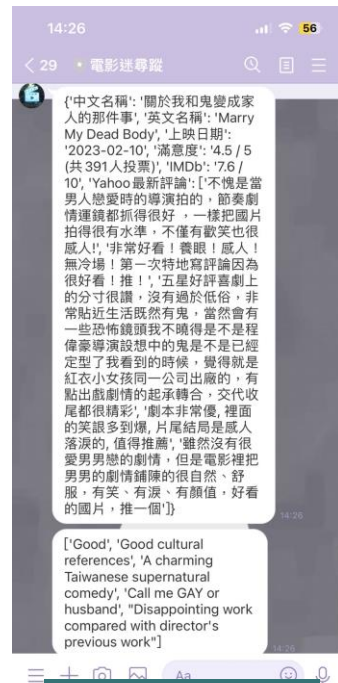 14:26
56
29
電影迷尋蹤
{'中文名稱': '關於我和鬼變成家
人的那件事', '英文名稱': 'Marry
My Dead Body', '上映日期':
'2023-02-10', '滿意度': '4.5 / 5
(共391人投票)', 'IMDb': '7.6 /
10', 'Yahoo最新評論': ['不愧是當
男人戀愛時的導演拍的，節奏劇
情運鏡都抓得很好 ，一樣把國片
拍得很有水準，不僅有歡笑也很
感人!', '非常好看！養眼！感人！
無冷場！第一次特地寫評論因為
很好看！推！', '五星好評喜劇上
的分寸很讚，沒有過於低俗，非
常貼近生活既然有鬼，當然會有
一些恐怖鏡頭我不曉得是不是程
偉豪導演設想中的鬼是不是已經
定型了我看到的時候，覺得就是
紅衣小女孩同一公司出廠的，有
點出戲劇情的起承轉合，交代收
尾都很精彩', '劇本非常優, 裡面
的笑哏多到爆, 片尾結局是感人
落淚的, 值得推薦', '雖然沒有很
愛男男戀的劇情，但是電影裡把
男男的劇情鋪陳的很自然、舒
服，有笑、有淚、有顏值，好看
的國片，推一個']}
14:26
['Good', 'Good cultural
references', 'A charming
Taiwanese supernatural
comedy', 'Call me GAY or
husband', "Disappointing work
compared with director's
previous work"]
14:26
Aa